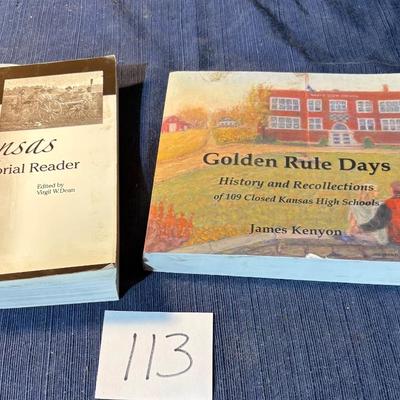 nsas
orial Reader
Edited by
Virgil W. Dean
Golden Rule Days
History and Recollections
of 109 Closed Kansas High Schools
James Kenyon
113